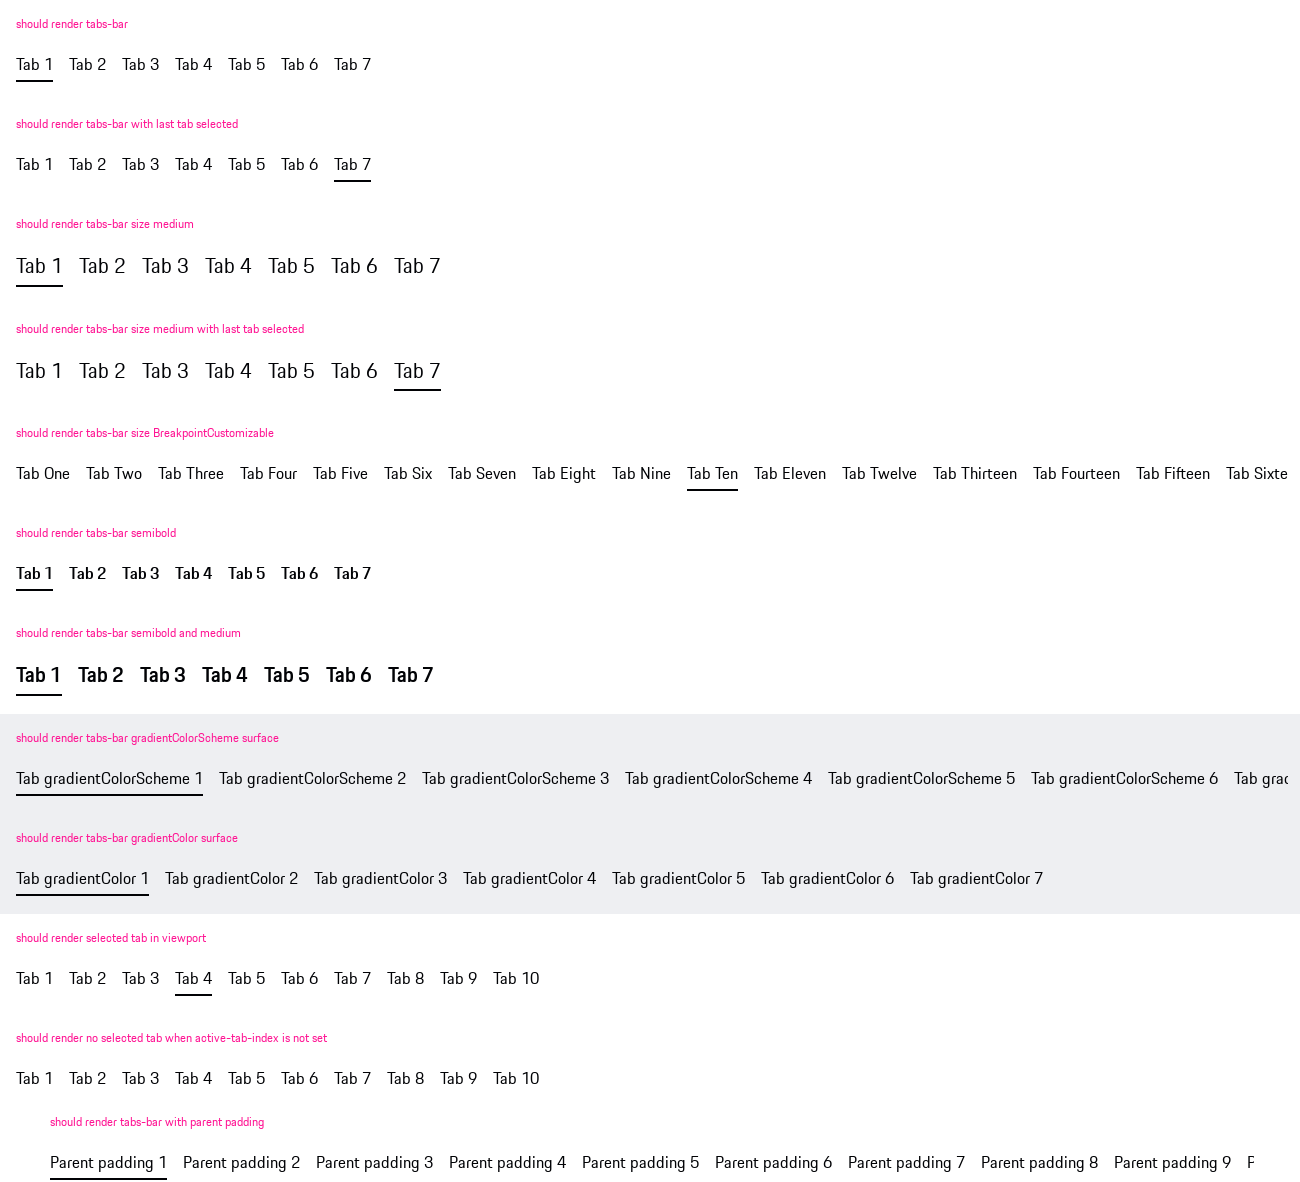 should render tabs-bar
Tab 1 Tab 2 Tab 3 Tab 4 Tab 5 Tab 6 Tab 7
should render tabs-bar with last tab selected
Tab 1 Tab 2 Tab 3 Tab 4 Tab 5 Tab 6 Tab 7
should render tabs-bar size medium
Tab 1 Tab 2 Tab 3 Tab 4 Tab 5 Tab 6 Tab 7
should render tabs-bar size medium with last tab selected
Tab 1 Tab 2 Tab 3 Tab 4 Tab 5 Tab 6 Tab 7
should render tabs-bar size BreakpointCustomizable
Tab One Tab Two Tab Three Tab Four Tab Five Tab Six Tab Seven Tab Eight Tab Nine Tab Ten Tab Eleven Tab Twelve Tab Thirteen Tab Fourteen Tab Fifteen Tab Sixte
should render tabs-bar semibold
Tab 1 Tab 2 Tab 3 Tab 4 Tab 5 Tab 6 Tab 7
should render tabs-bar semibold and medium
Tab 1 Tab 2 Tab 3 Tab 4 Tab 5 Tab 6 Tab 7
should render tabs-bar gradientColorScheme surface
Tab gradientColorScheme 1 Tab gradientColorScheme 2 Tab gradientColorScheme 3 Tab gradientColorScheme 4 Tab gradientColorScheme 5 Tab gradientColorScheme 6 Tab grad
should render tabs-bar gradientColor surface
Tab gradientColor 1 Tab gradientColor 2 Tab gradientColor 3 Tab gradientColor 4 Tab gradientColor 5 Tab gradientColor 6 Tab gradientColor 7
should render selected tab in viewport
Tab 1 Tab 2 Tab 3 Tab 4 Tab 5 Tab 6 Tab 7 Tab 8 Tab 9 Tab 10
should render no selected tab when active-tab-index is not set
Tab 1 Tab 2 Tab 3 Tab 4 Tab 5 Tab 6 Tab 7 Tab 8 Tab 9 Tab 10
should render tabs-bar with parent padding
Parent padding 1 Parent padding 2 Parent padding 3 Parent padding 4 Parent padding 5 Parent padding 6 Parent padding 7 Parent padding 8 Parent padding 9 P